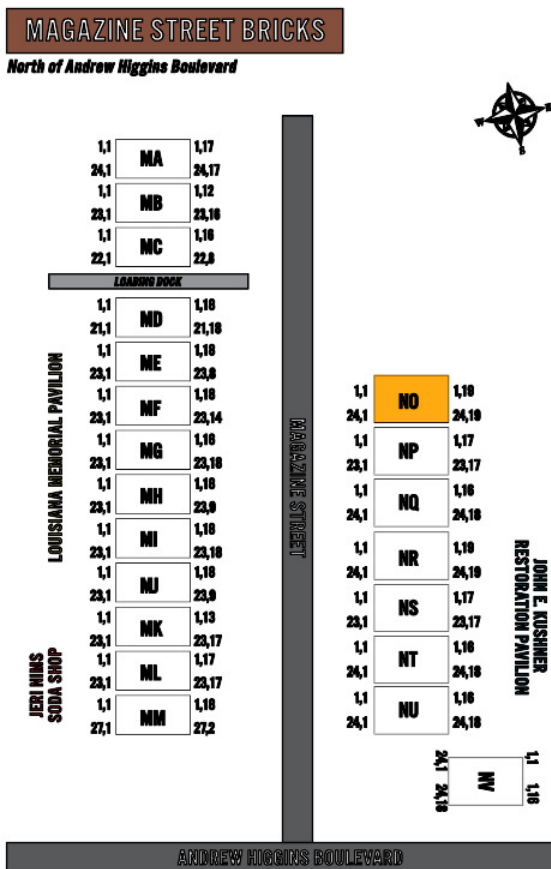 MAGAZINE STREET BRICKS
North of Andrew Higgins Boulevard
W
E
S
1,1 MA 1,17
24,1 24,17
1,1 MB 1,12
23,1 23,16
1,1 MC 1,16
22,1 22,8
LOADING DOCK
1,1 MD 1,18
21,1 21,18
1,1 ME 1,18
23,1 23,8
1,1 MF 1,18
23,1 23,14
1,1 MG 1,16
23,1 23,18
1,1 MH 1,18
23,1 23,9
1,1 MI 1,18
23,1 23,18
1,1 MJ 1,18
23,1 23,9
1,1 MK 1,13
23,1 23,17
1,1 ML 1,17
23,1 23,17
1,1 MM 1,18
27,1 27,2
LOUISIANA MEMORIAL PAVILION
JERI NIMS
SODA SHOP
MAGAZINE STREET
1,1 NO 1,19
24,1 24,19
1,1 NP 1,17
23,1 23,17
1,1 NQ 1,16
24,1 24,18
1,1 NR 1,19
24,1 24,19
1,1 NS 1,17
23,1 23,17
1,1 NT 1,16
24,1 24,18
1,1 NU 1,16
24,1 24,18
JOHN E. KUSHNER
RESTORATION PAVILION
1,1 NV 1,18
24,1 24,18
ANDREW HIGGINS BOULEVARD